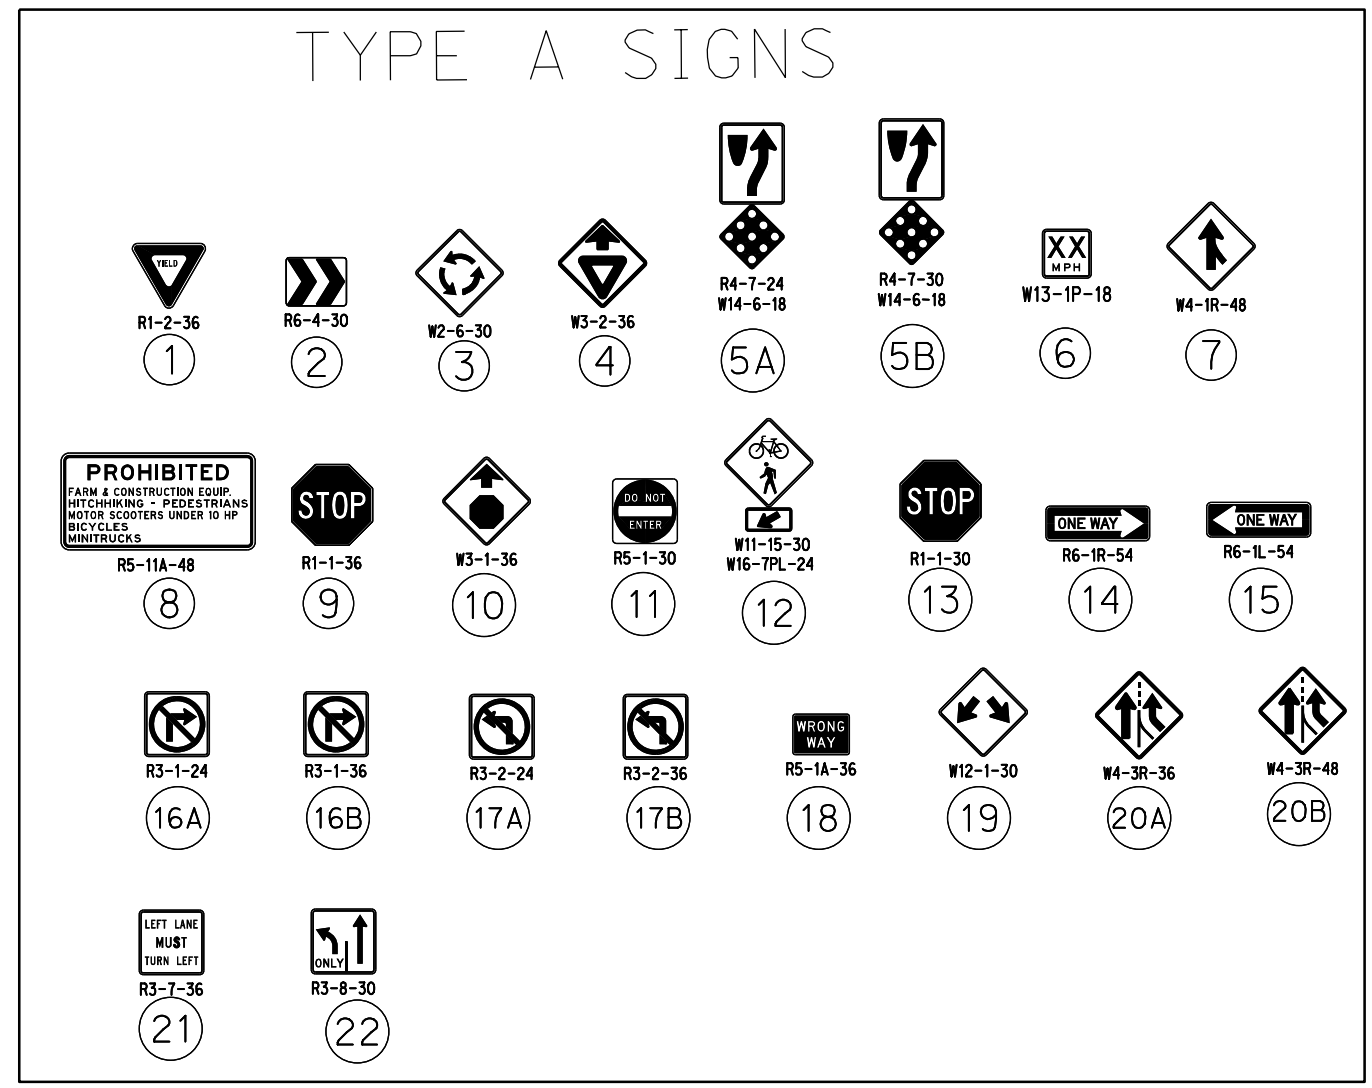 TYPE A SIGNS
YIELD
R1-2-36
1
R6-4-30
2
W2-6-30
3
W3-2-36
4
R4-7-24
W14-6-18
5A
R4-7-30
W14-6-18
5B
XX
MPH
W13-1P-18
6
W4-1R-48
7
PROHIBITED
FARM & CONSTRUCTION EQUIP.
HITCHHIKING - PEDESTRIANS
MOTOR SCOOTERS UNDER 10 HP
BICYCLES
MINITRUCKS
R5-11A-48
8
STOP
R1-1-36
9
W3-1-36
10
DO NOT
ENTER
R5-1-30
11
W11-15-30
W16-7PL-24
12
STOP
R1-1-30
13
ONE WAY
R6-1R-54
14
ONE WAY
R6-1L-54
15
R3-1-24
16A
R3-1-36
16B
R3-2-24
17A
R3-2-36
17B
WRONG
WAY
R5-1A-36
18
W12-1-30
19
W4-3R-36
20A
W4-3R-48
20B
LEFT LANE
MUST
TURN LEFT
R3-7-36
21
ONLY
R3-8-30
22